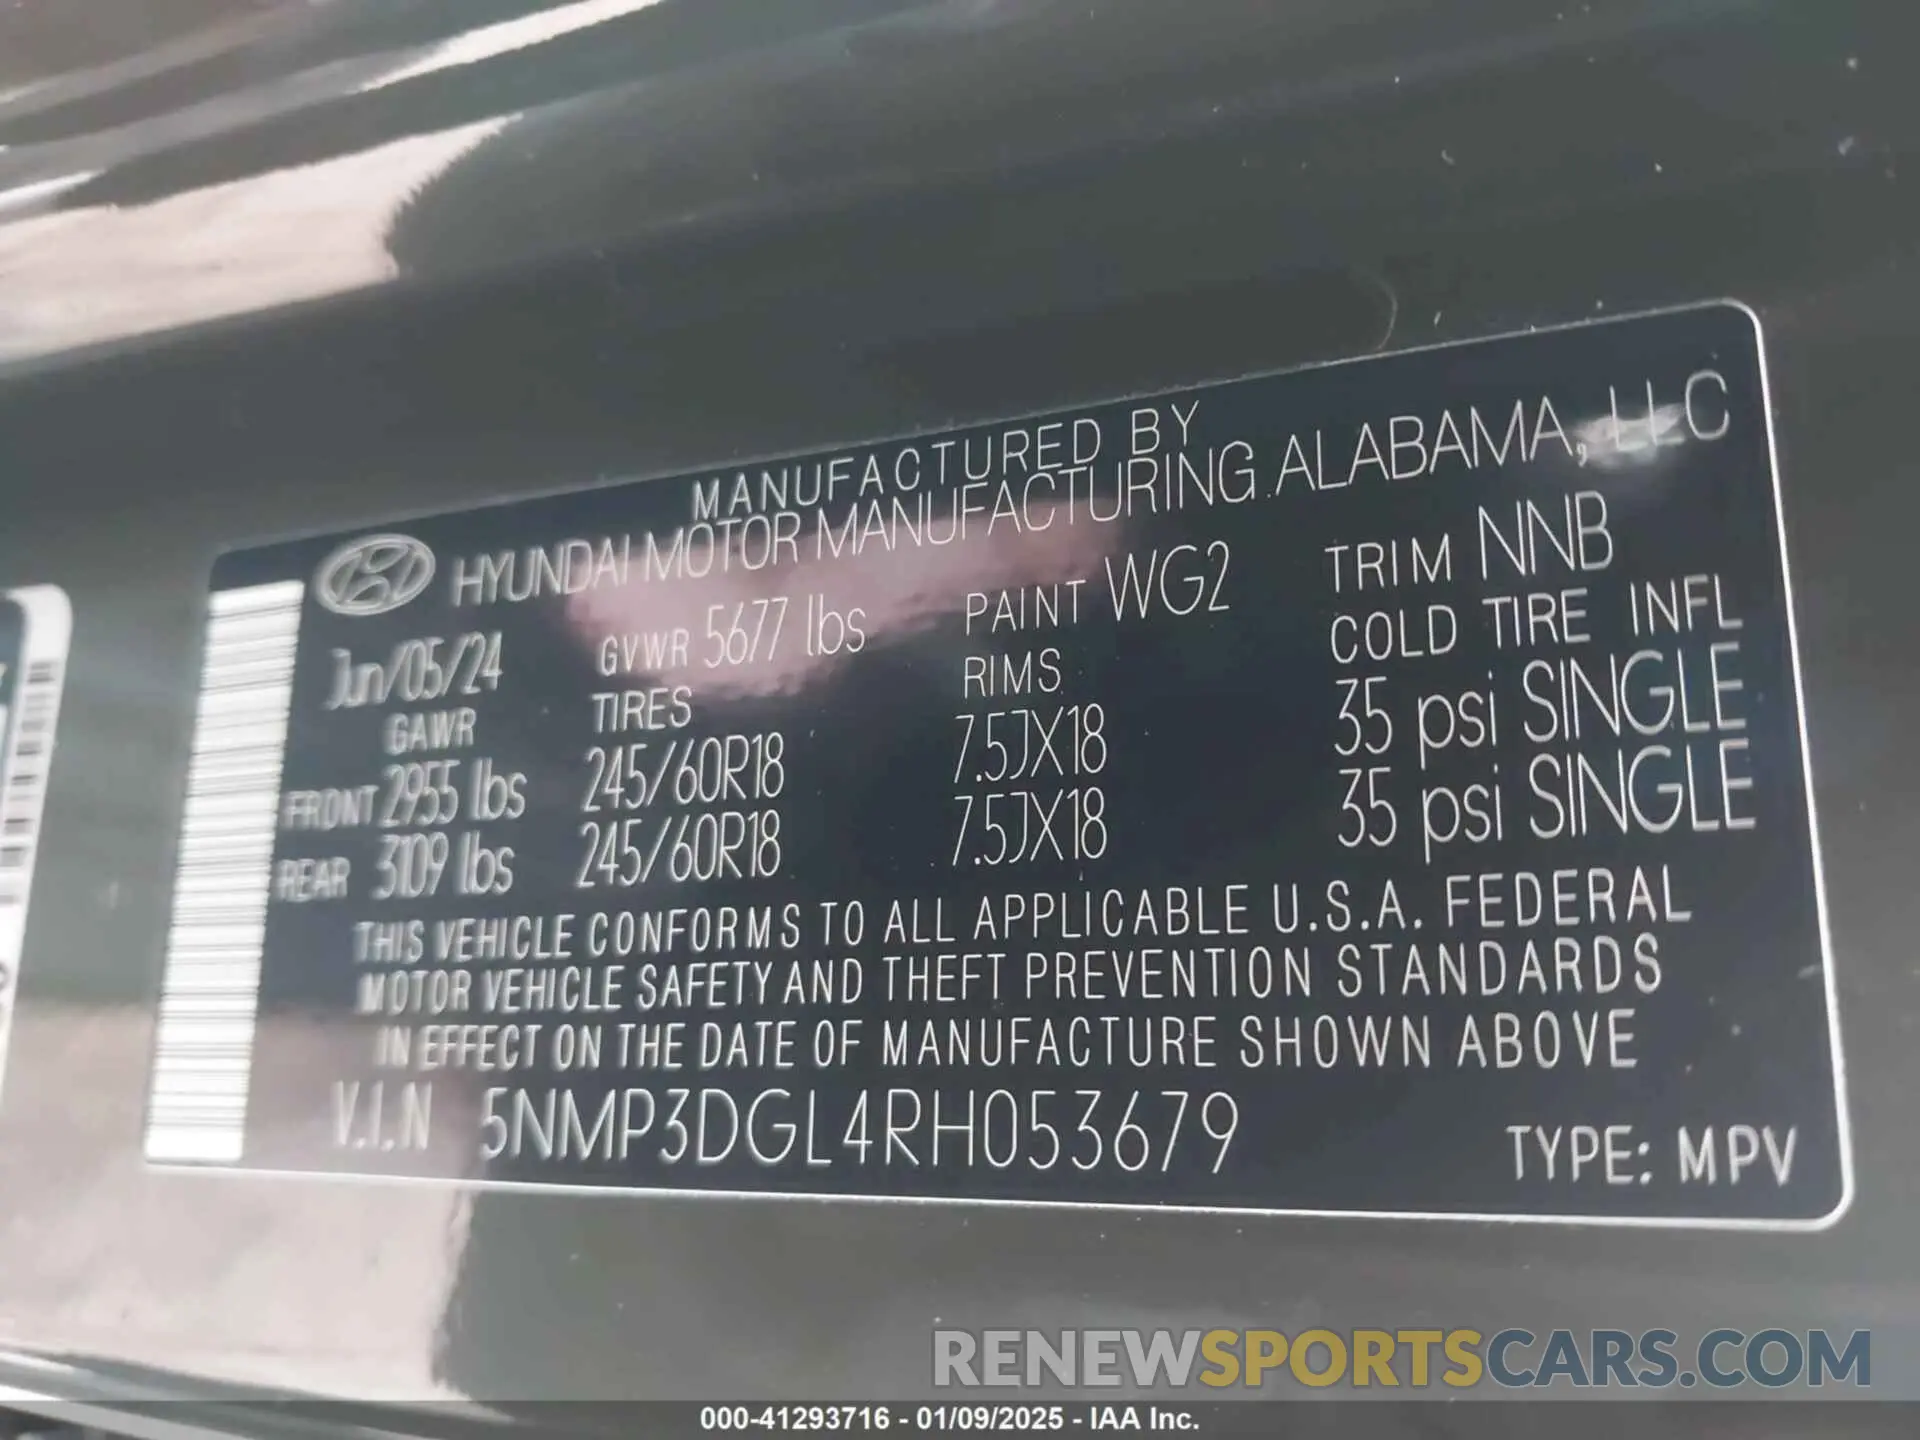 MANUFACTURED BY
HYUNDAI MOTOR MANUFACTURING ALABAMA, LLC
Jun/05/24 GVWR 5677 lbs PAINT WG2 TRIM NNB
GAWR TIRES RIMS COLD TIRE INFL
FRONT 2955 lbs 245/60R18 7.5JX18 35 psi SINGLE
REAR 3109 lbs 245/60R18 7.5JX18 35 psi SINGLE
THIS VEHICLE CONFORMS TO ALL APPLICABLE U.S.A. FEDERAL
MOTOR VEHICLE SAFETY AND THEFT PREVENTION STANDARDS
IN EFFECT ON THE DATE OF MANUFACTURE SHOWN ABOVE
V.I.N 5NMP3DGL4RH053679 TYPE: MPV
RENEWSPORTSCARS.COM
000-41293716 - 01/09/2025 - IAA Inc.